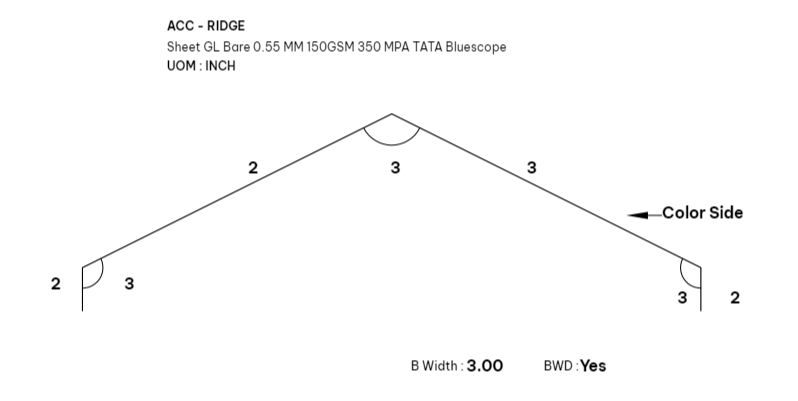 ACC - RIDGE
Sheet GL Bare 0.55 MM 150GSM 350 MPA TATA Bluescope
UOM : INCH
2
3
3
Color Side
2
3
3
2
B Width : 3.00
BWD : Yes